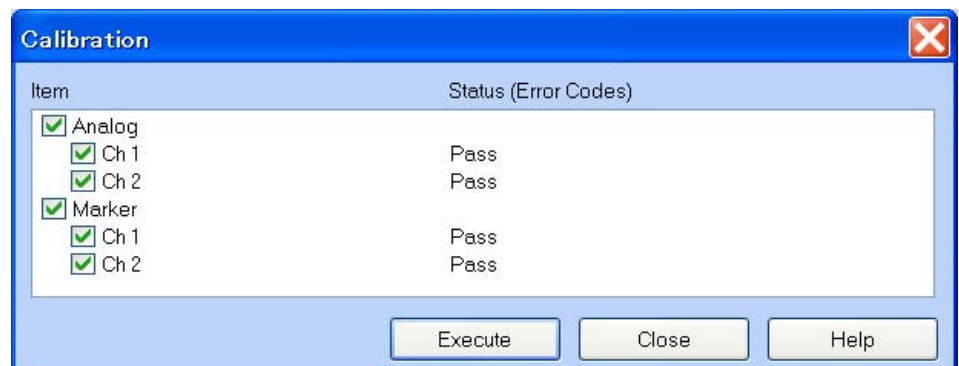 Calibration
Item Status (Error Codes)
Analog
Ch 1 Pass
Ch 2 Pass
Marker
Ch 1 Pass
Ch 2 Pass
Execute Close Help